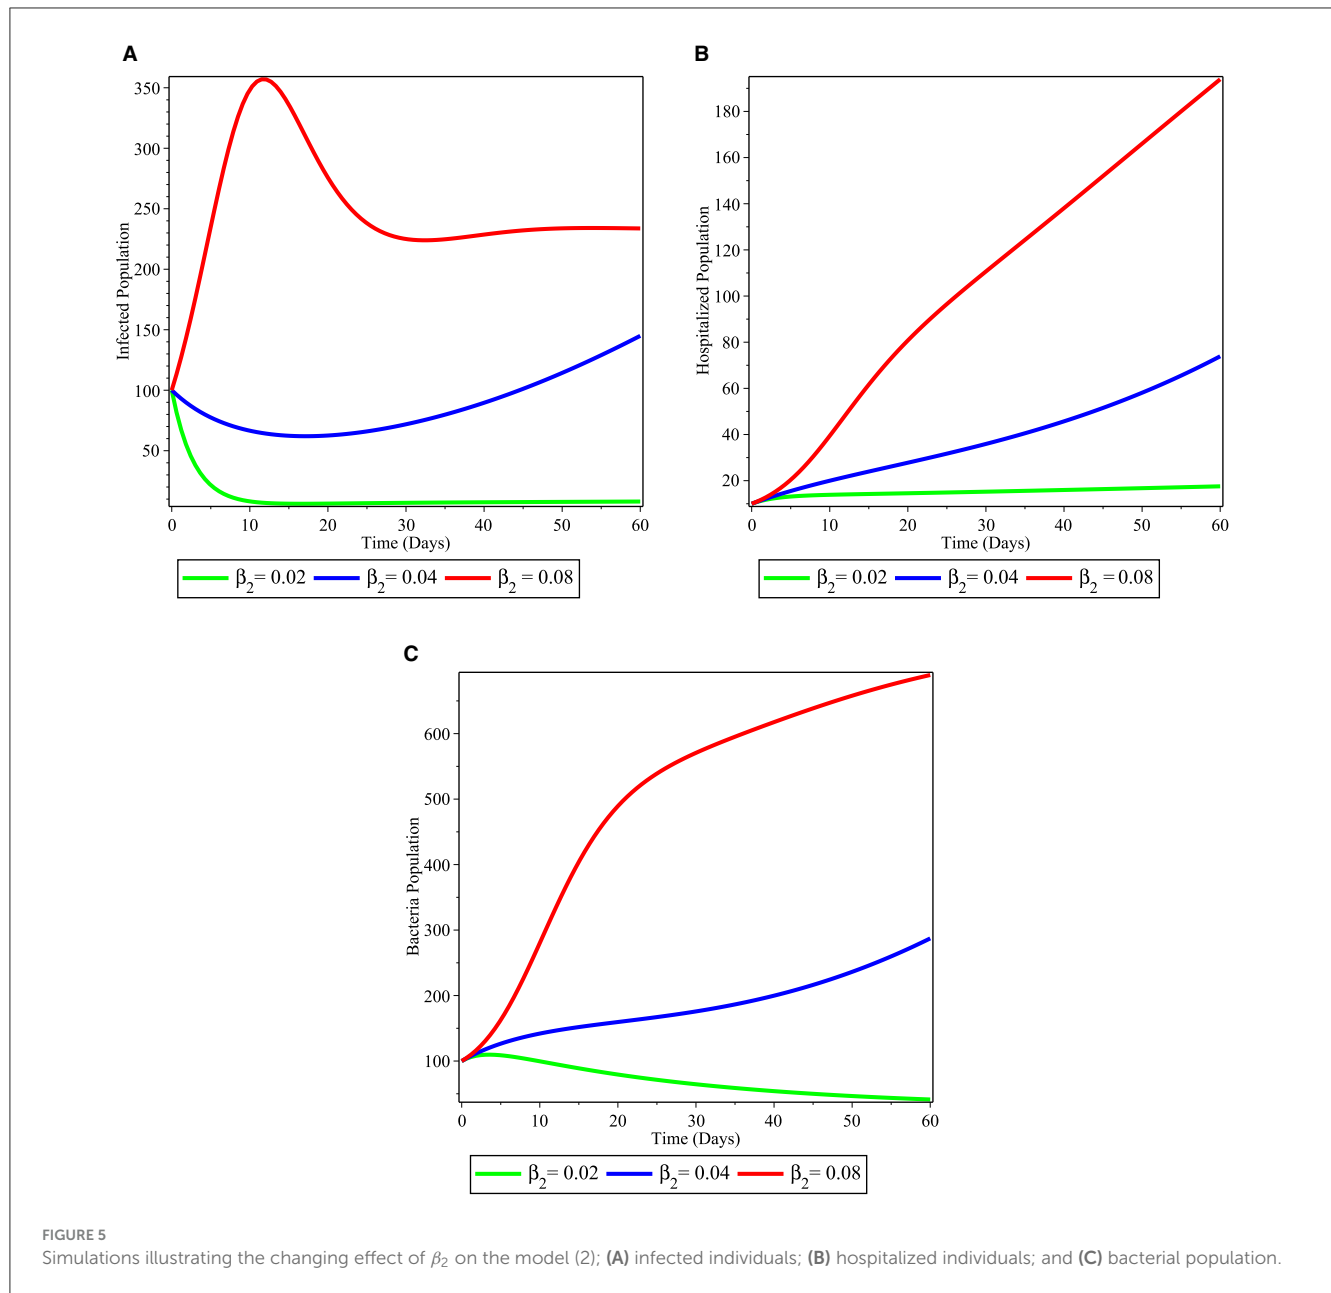 A
Infected Population
350
300
250
200
150
100
50
0 10 20 30 40 50 60
Time (Days)
β2= 0.02 β2= 0.04 β2 = 0.08
B
Hospitalized Population
180
160
140
120
100
80
60
40
20
0 10 20 30 40 50 60
Time (Days)
β2= 0.02 β2= 0.04 β2 = 0.08
C
Bacteria Population
600
500
400
300
200
100
0 10 20 30 40 50 60
Time (Days)
β2= 0.02 β2= 0.04 β2 = 0.08
FIGURE 5
Simulations illustrating the changing effect of β2 on the model (2); (A) infected individuals; (B) hospitalized individuals; and (C) bacterial population.